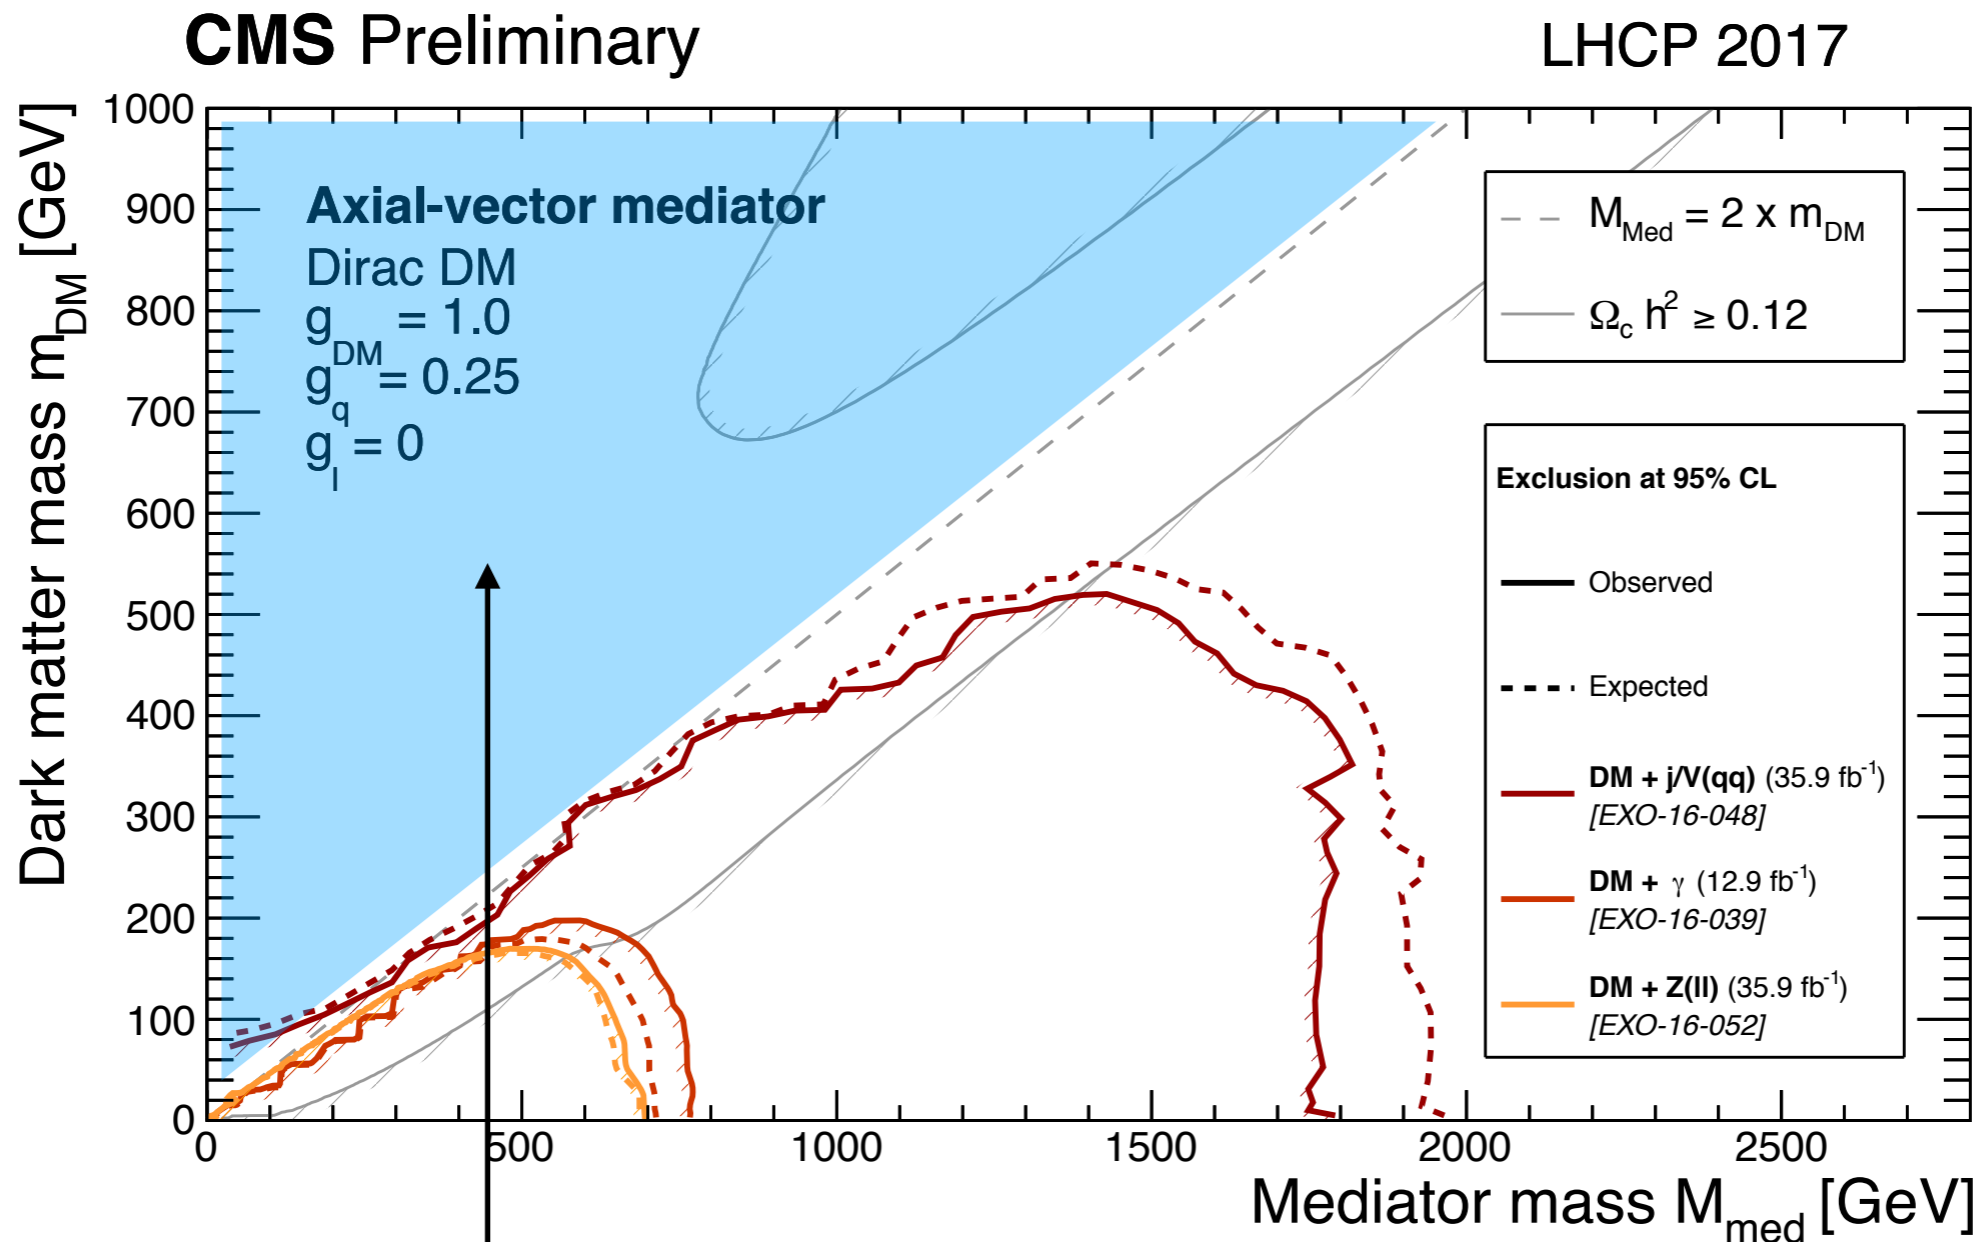 CMS Preliminary
LHCP 2017
Dark matter mass m_DM [GeV]
1000
900
800
700
600
500
400
300
200
100
0
Axial-vector mediator
Dirac DM
g_DM = 1.0
g_q = 0.25
g_l = 0
M_Med = 2 x m_DM
Ω_c h² ≥ 0.12
Exclusion at 95% CL
Observed
Expected
DM + j/V(qq) (35.9 fb⁻¹)
[EXO-16-048]
DM + γ (12.9 fb⁻¹)
[EXO-16-039]
DM + Z(ll) (35.9 fb⁻¹)
[EXO-16-052]
0 500 1000 1500 2000 2500
Mediator mass M_med [GeV]